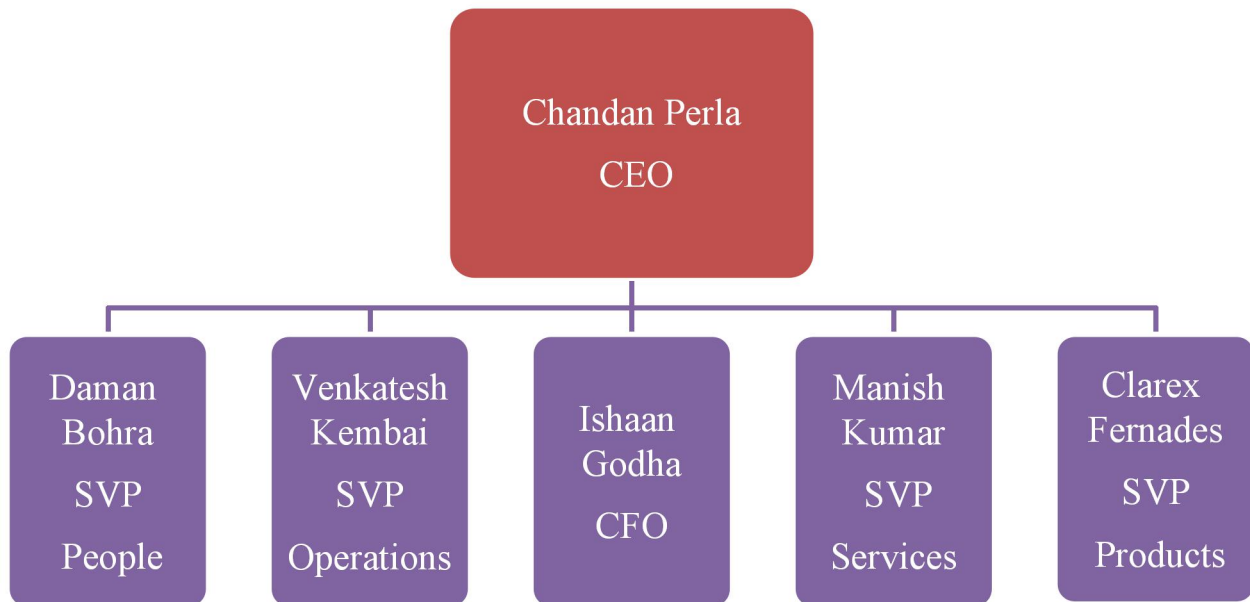 Chandan Perla
CEO
Daman
Bohra
SVP
People
Venkatesh
Kembai
SVP
Operations
Ishaan
Godha
CFO
Manish
Kumar
SVP
Services
Clarex
Fernades
SVP
Products